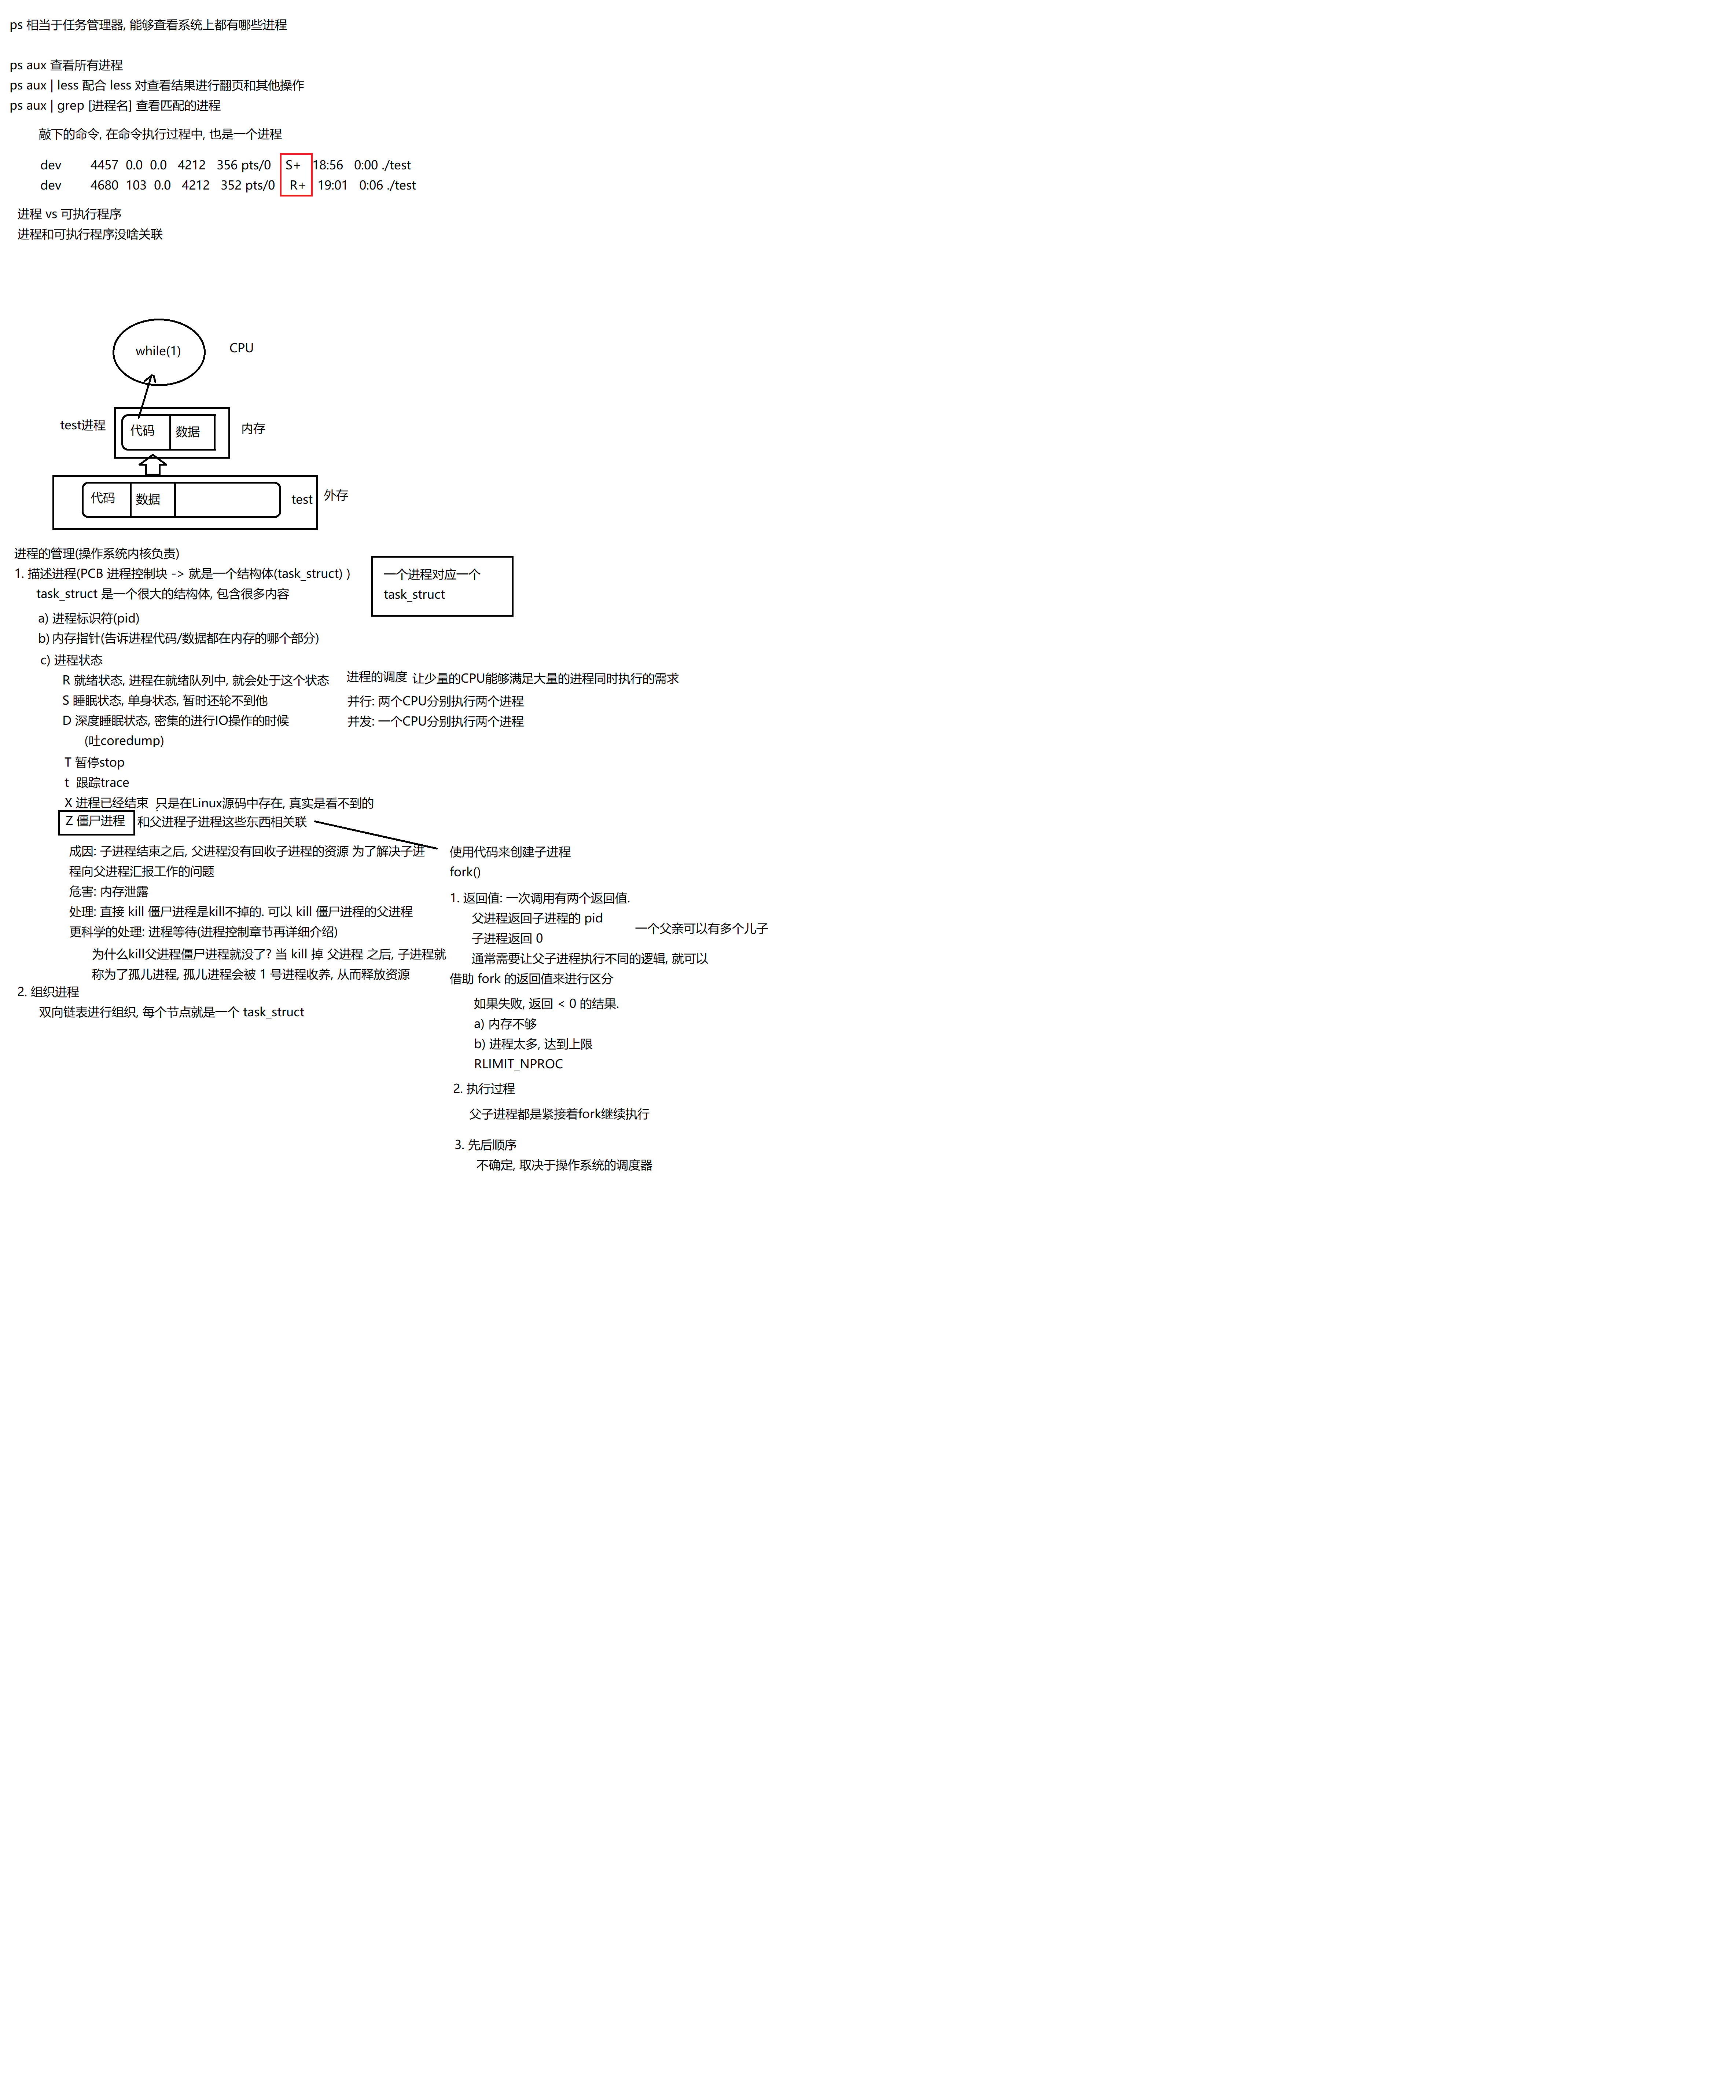 ps 相当于任务管理器, 能够查看系统上都有哪些进程
ps aux 查看所有进程
ps aux | less 配合 less 对查看结果进行翻页和其他操作
ps aux | grep [进程名] 查看匹配的进程
敲下的命令, 在命令执行过程中, 也是一个进程
dev 4457 0.0 0.0 4212 356 pts/0 S+ 18:56 0:00 ./test
dev 4680 103 0.0 4212 352 pts/0 R+ 19:01 0:06 ./test
进程 vs 可执行程序
进程和可执行程序没啥关联
while(1)
CPU
test进程
代码
数据
内存
代码
数据
test
外存
进程的管理(操作系统内核负责)
1. 描述进程(PCB 进程控制块 -> 就是一个结构体(task_struct) )
task_struct 是一个很大的结构体, 包含很多内容
一个进程对应一个
task_struct
a) 进程标识符(pid)
b) 内存指针(告诉进程代码/数据都在内存的哪个部分)
c) 进程状态
R 就绪状态, 进程在就绪队列中, 就会处于这个状态
S 睡眠状态, 单身状态, 暂时还轮不到他
D 深度睡眠状态, 密集的进行IO操作的时候
(吐coredump)
进程的调度 让少量的CPU能够满足大量的进程同时执行的需求
并行: 两个CPU分别执行两个进程
并发: 一个CPU分别执行两个进程
T 暂停stop
t 跟踪trace
X 进程已经结束 只是在Linux源码中存在, 真实是看不到的
Z 僵尸进程 和父进程子进程这些东西相关联
成因: 子进程结束之后, 父进程没有回收子进程的资源 为了解决子进
程向父进程汇报工作的问题
危害: 内存泄露
处理: 直接 kill 僵尸进程是kill不掉的. 可以 kill 僵尸进程的父进程
更科学的处理: 进程等待(进程控制章节再详细介绍)
为什么kill父进程僵尸进程就没了? 当 kill 掉 父进程 之后, 子进程就
称为了孤儿进程, 孤儿进程会被 1 号进程收养, 从而释放资源
2. 组织进程
双向链表进行组织, 每个节点就是一个 task_struct
使用代码来创建子进程
fork()
1. 返回值: 一次调用有两个返回值.
父进程返回子进程的 pid
子进程返回 0
一个父亲可以有多个儿子
通常需要让父子进程执行不同的逻辑, 就可以
借助 fork 的返回值来进行区分
如果失败, 返回 < 0 的结果.
a) 内存不够
b) 进程太多, 达到上限
RLIMIT_NPROC
2. 执行过程
父子进程都是紧接着fork继续执行
3. 先后顺序
不确定, 取决于操作系统的调度器